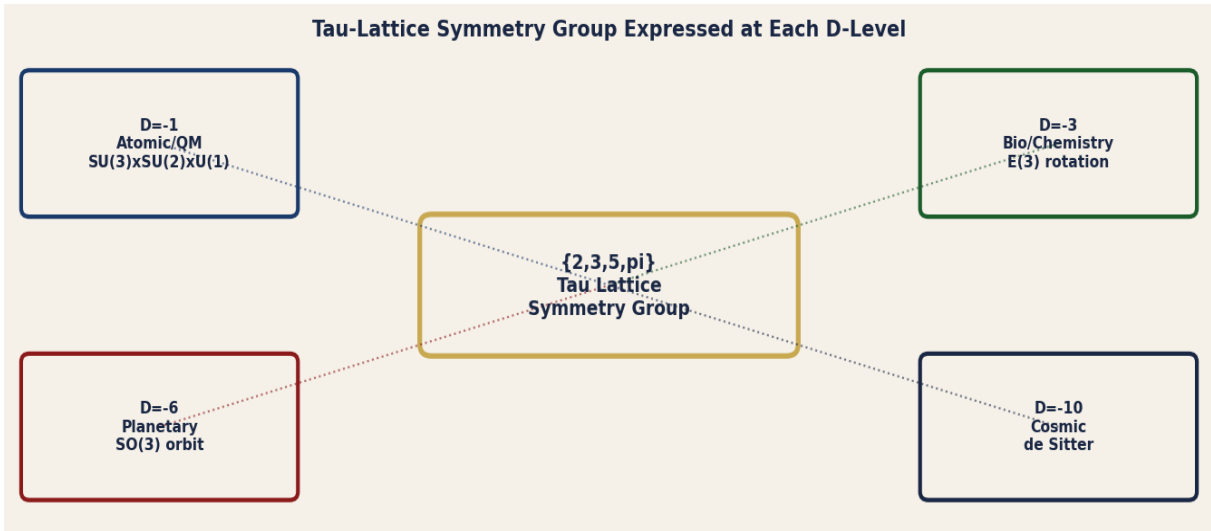 Tau-Lattice Symmetry Group Expressed at Each D-Level
D=-1
Atomic/QM
SU(3)xSU(2)xU(1)
D=-3
Bio/Chemistry
E(3) rotation
{2,3,5,pi}
Tau Lattice
Symmetry Group
D=-6
Planetary
SO(3) orbit
D=-10
Cosmic
de Sitter